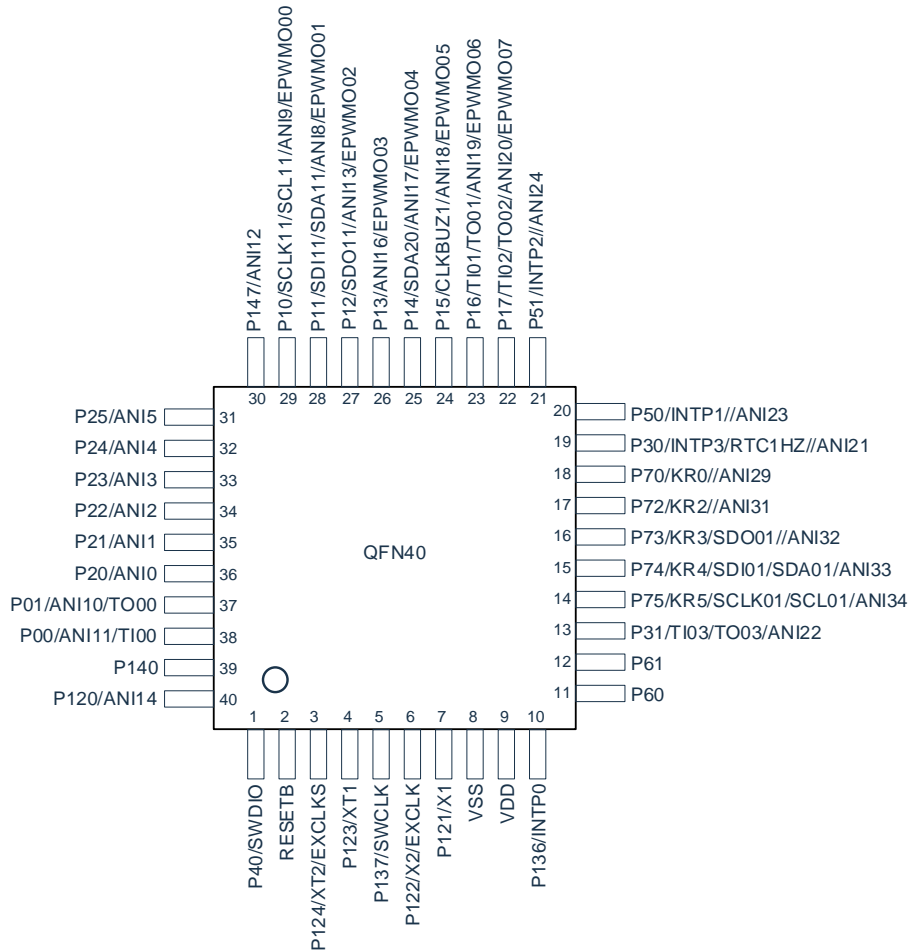 P147/ANI12
P10/SCLK11/SCL11/ANI9/EPWMO00
P11/SDI11/SDA11/ANI8/EPWMO01
P12/SDO11/ANI13/EPWMO02
P13/ANI16/EPWMO03
P14/SDA20/ANI17/EPWMO04
P15/CLKBUZ1/ANI18/EPWMO05
P16/TI01/TO01/ANI19/EPWMO06
P17/TI02/TO02/ANI20/EPWMO07
P51/INTP2//ANI24
30 29 28 27 26 25 24 23 22 21
P25/ANI5 31
P24/ANI4 32
P23/ANI3 33
P22/ANI2 34
P21/ANI1 35
P20/ANI0 36
P01/ANI10/TO00 37
P00/ANI11/TI00 38
P140 39
P120/ANI14 40
QFN40
20 P50/INTP1//ANI23
19 P30/INTP3/RTC1HZ//ANI21
18 P70/KR0//ANI29
17 P72/KR2//ANI31
16 P73/KR3/SDO01//ANI32
15 P74/KR4/SDI01/SDA01/ANI33
14 P75/KR5/SCLK01/SCL01/ANI34
13 P31/TI03/TO03/ANI22
12 P61
11 P60
1 2 3 4 5 6 7 8 9 10
P40/SWDIO
RESETB
P124/XT2/EXCLKS
P123/XT1
P137/SWCLK
P122/X2/EXCLK
P121/X1
VSS
VDD
P136/INTP0